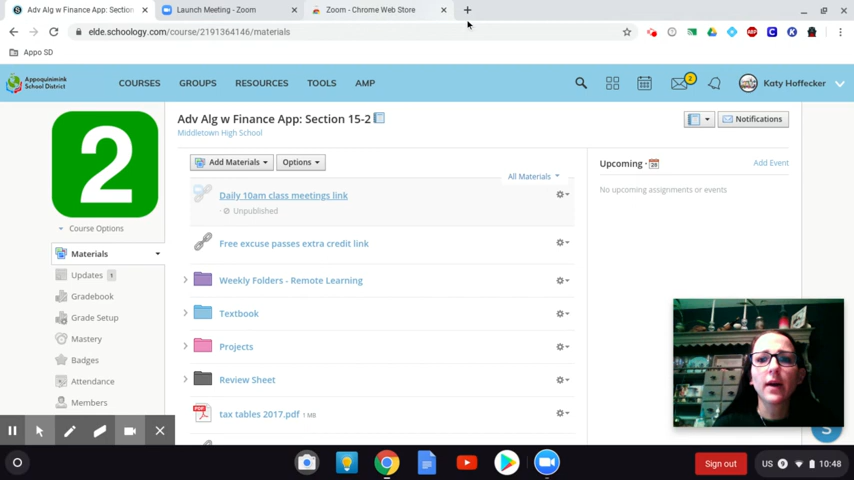 Adv Alg w Finance App: Section
Launch Meeting - Zoom
Zoom - Chrome Web Store
elde.schoology.com/course/2191364146/materials
Appo SD
Appoquinimink
School District
COURSES
GROUPS
RESOURCES
TOOLS
AMP
2
Katy Hoffecker
2
Adv Alg w Finance App: Section 15-2
Middletown High School
Notifications
Add Materials
Options
All Materials
Daily 10am class meetings link
Unpublished
Free excuse passes extra credit link
Weekly Folders - Remote Learning
Textbook
Projects
Review Sheet
PDF
tax tables 2017.pdf 1 MB
Course Options
Materials
Updates 1
Gradebook
Grade Setup
Mastery
Badges
Attendance
Members
Upcoming
Add Event
No upcoming assignments or events
Sign out
US
9
10:48